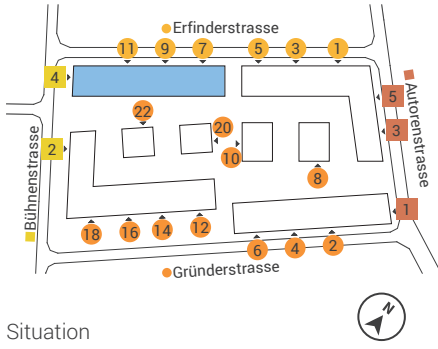 Erfinderstrasse
11 9 7 5 3 1
4
5
Autorenstrasse
22
20
3
2
10
8
Bühnenstrasse
1
18 16 14 12
6 4 2
Gründerstrasse
Situation
N